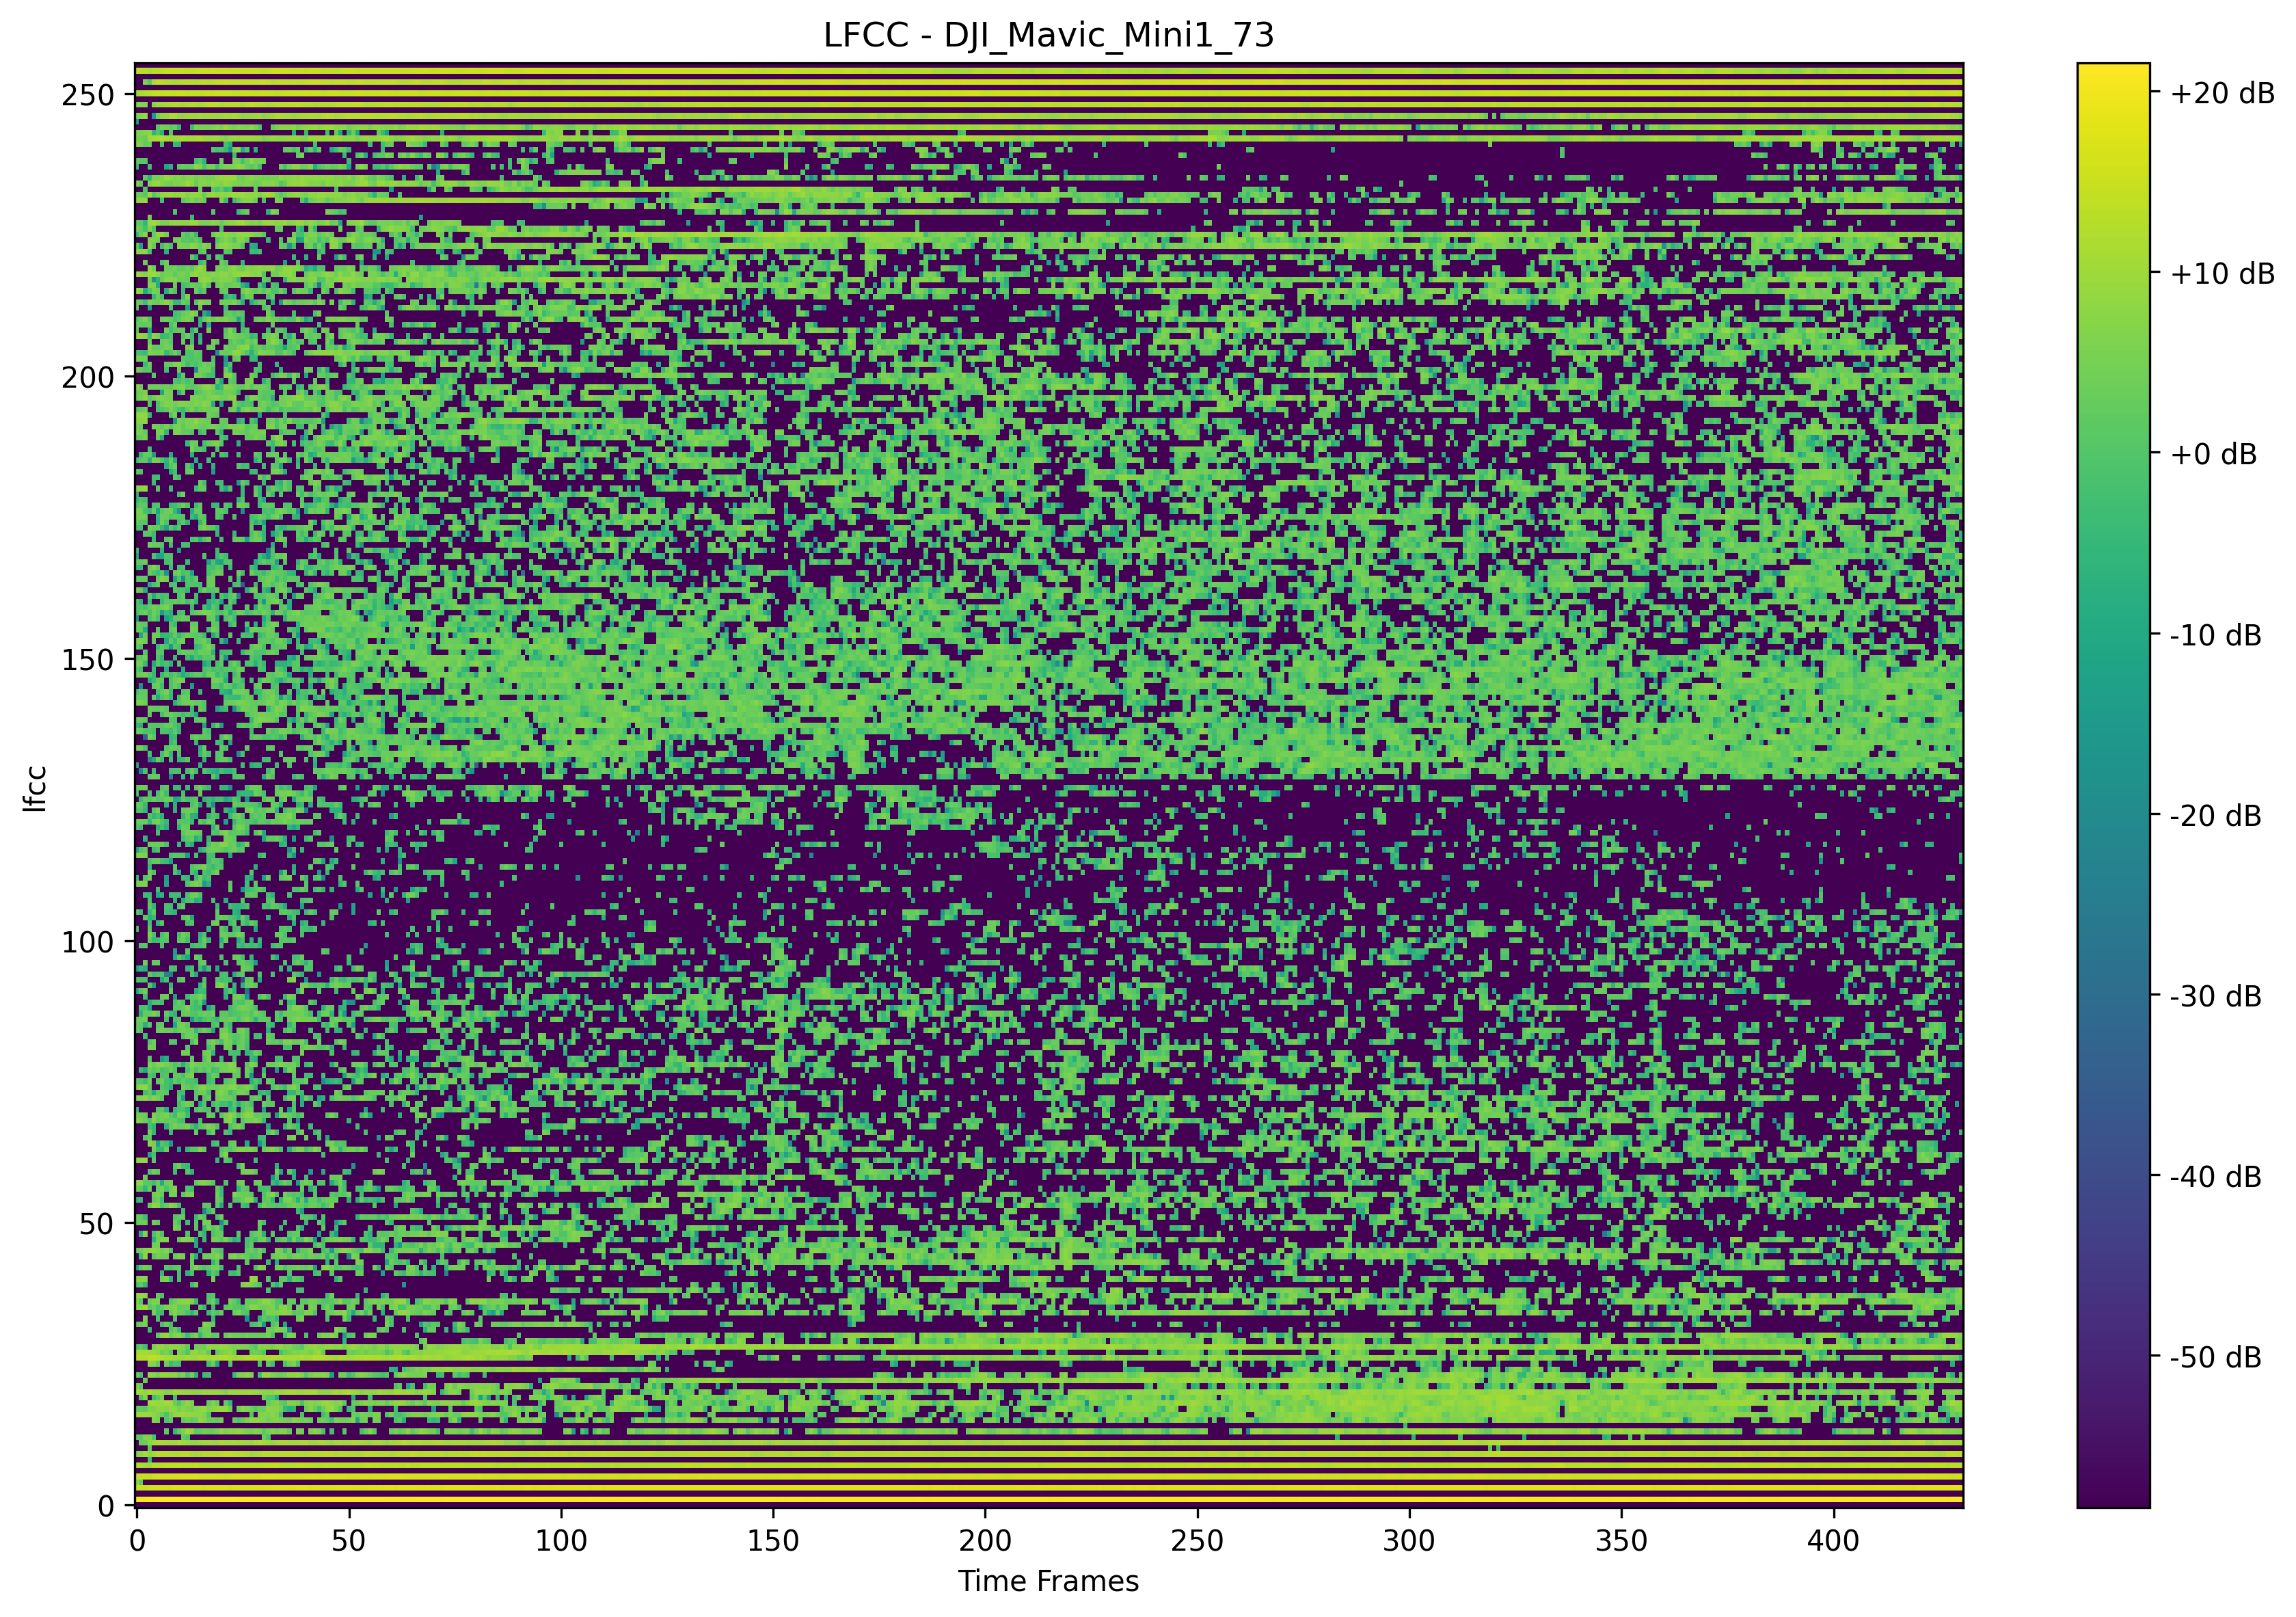 LFCC - DJI_Mavic_Mini1_73
250
200
150
100
50
0
lfcc
0 50 100 150 200 250 300 350 400
Time Frames
+20 dB
+10 dB
+0 dB
-10 dB
-20 dB
-30 dB
-40 dB
-50 dB